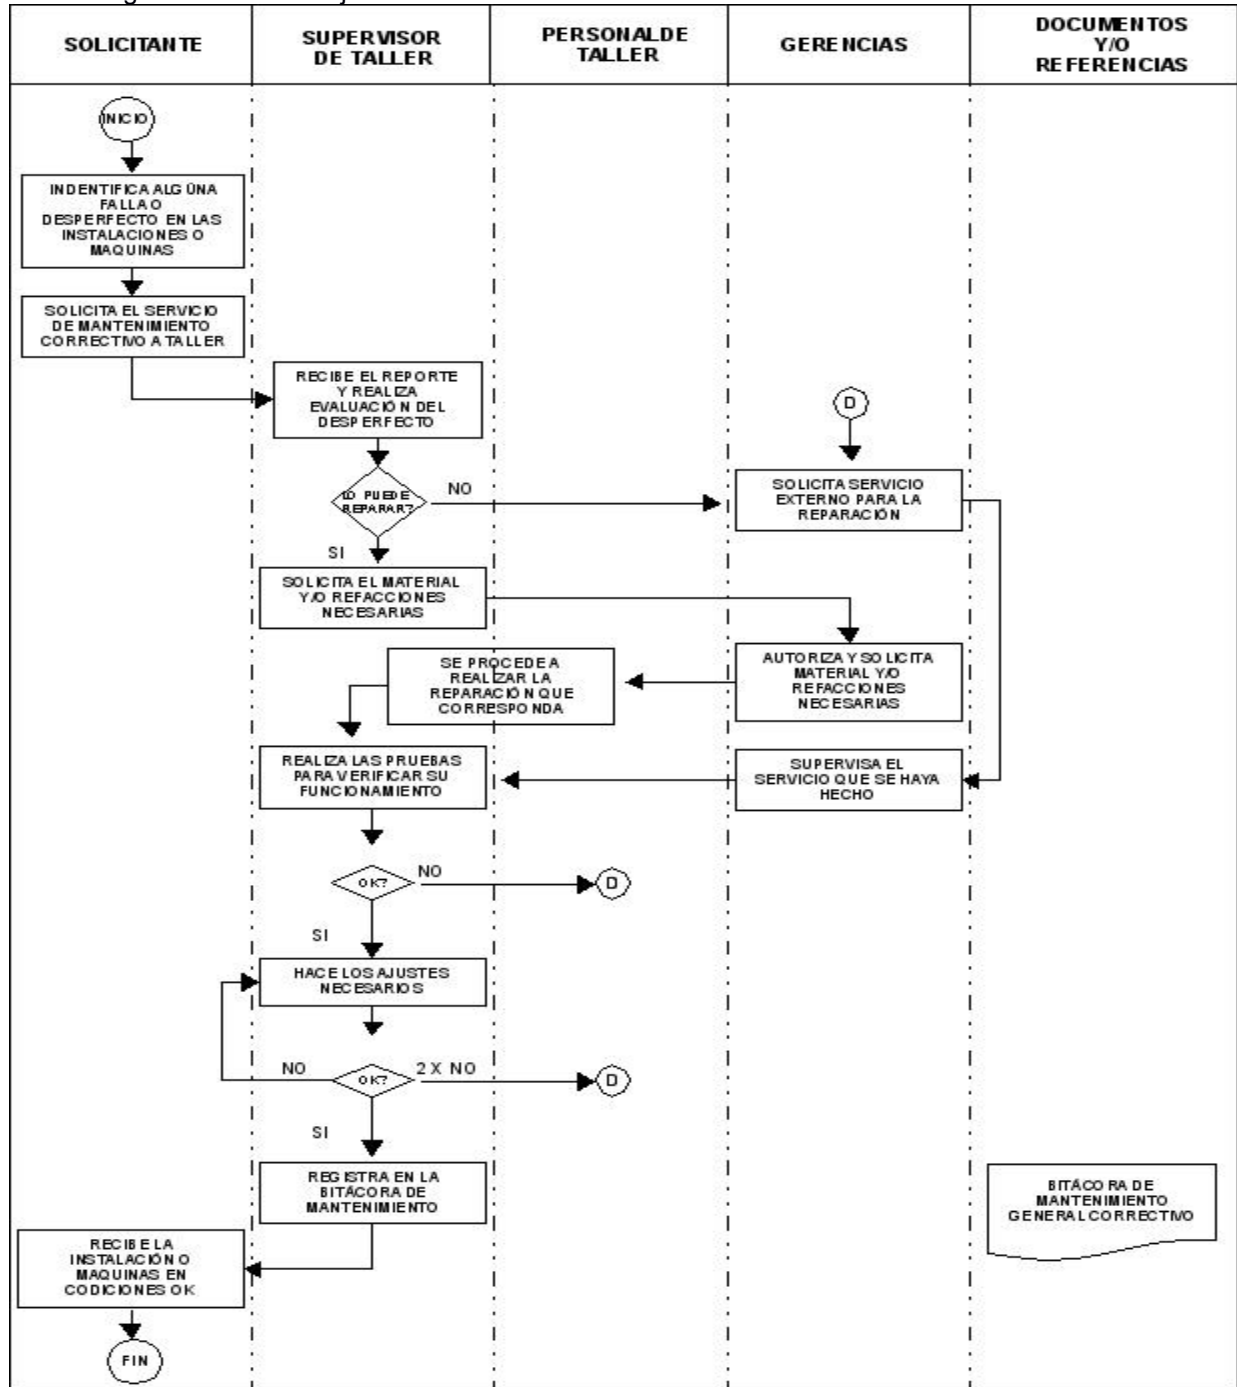 SOLICITANTE
SUPERVISOR
DE TALLER
PERSONAL DE
TALLER
GERENCIAS
DOCUMENTOS
Y/O
REFERENCIAS
INICIO
INDENTIFICA ALGÚNA
FALLA O
DESPERFECTO EN LAS
INSTALACIONES O
MAQUINAS
SOLICITA EL SERVICIO
DE MANTENIMIENTO
CORRECTIVO A TALLER
RECIBE EL REPORTE
Y REALIZA
EVALUACIÓN DEL
DESPERFECTO
D
LO PUEDE
REPARAR?
NO
SOLICITA SERVICIO
EXTERNO PARA LA
REPARACIÓN
SI
SOLICITA EL MATERIAL
Y/O REFACCIONES
NECESARIAS
AUTORIZA Y SOLICITA
MATERIAL Y/O
REFACCIONES
NECESARIAS
SE PROCEDE A
REALIZAR LA
REPARACIÓN QUE
CORRESPONDA
REALIZA LAS PRUEBAS
PARA VERIFICAR SU
FUNCIONAMIENTO
SUPERVISA EL
SERVICIO QUE SE HAYA
HECHO
OK?
NO
D
SI
HACE LOS AJUSTES
NECESARIOS
NO
OK?
2 X NO
D
SI
REGISTRA EN LA
BITÁCORA DE
MANTENIMIENTO
BITÁCORA DE
MANTENIMIENTO
GENERAL CORRECTIVO
RECIBE LA
INSTALACIÓN O
MAQUINAS EN
CODICIONES OK
FIN